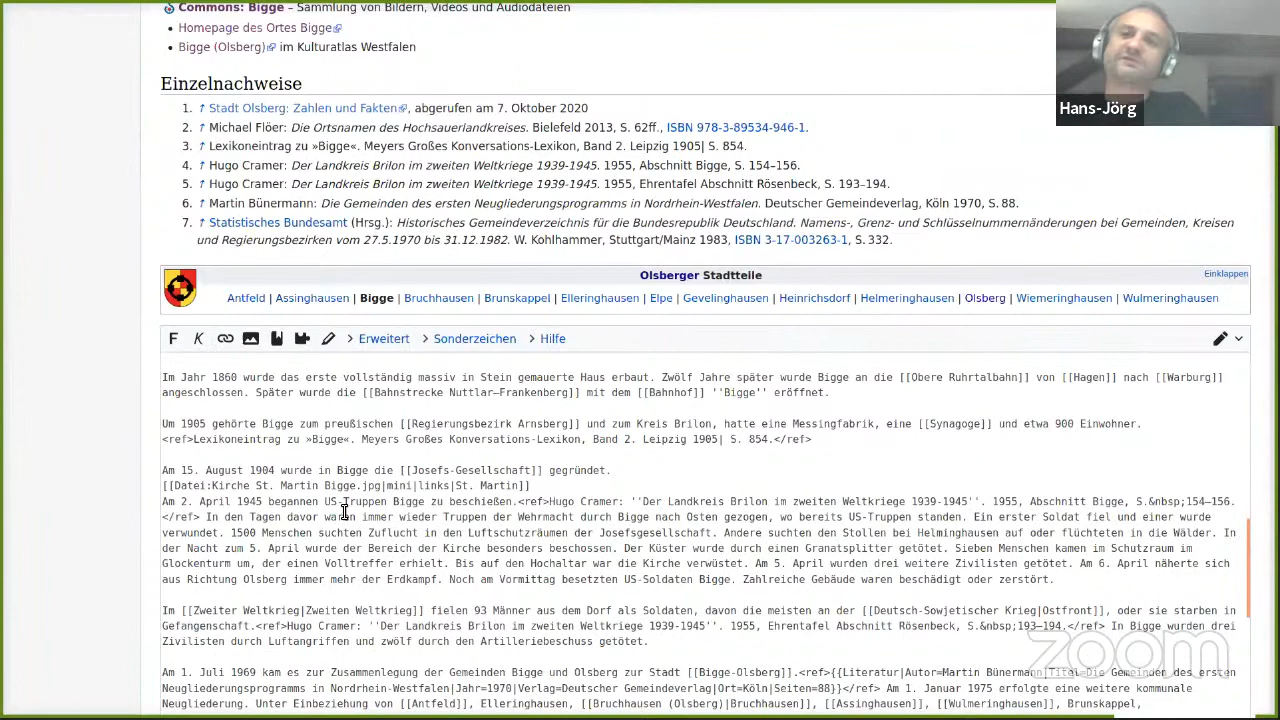 Commons: Bigge – Sammlung von Bildern, Videos und Audiodateien
Homepage des Ortes Bigge
Bigge (Olsberg) im Kulturatlas Westfalen
Hans-Jörg
Einzelnachweise
1. ↑ Stadt Olsberg: Zahlen und Fakten, abgerufen am 7. Oktober 2020
2. ↑ Michael Flöer: Die Ortsnamen des Hochsauerlandkreises. Bielefeld 2013, S. 62ff., ISBN 978-3-89534-946-1.
3. ↑ Lexikoneintrag zu »Bigge«. Meyers Großes Konversations-Lexikon, Band 2. Leipzig 1905| S. 854.
4. ↑ Hugo Cramer: Der Landkreis Brilon im zweiten Weltkriege 1939-1945. 1955, Abschnitt Bigge, S. 154–156.
5. ↑ Hugo Cramer: Der Landkreis Brilon im zweiten Weltkriege 1939-1945. 1955, Ehrentafel Abschnitt Rösenbeck, S. 193–194.
6. ↑ Martin Bünermann: Die Gemeinden des ersten Neugliederungsprogramms in Nordrhein-Westfalen. Deutscher Gemeindeverlag, Köln 1970, S. 88.
7. ↑ Statistisches Bundesamt (Hrsg.): Historisches Gemeindeverzeichnis für die Bundesrepublik Deutschland. Namens-, Grenz- und Schlüsselnummernänderungen bei Gemeinden, Kreisen
und Regierungsbezirken vom 27.5.1970 bis 31.12.1982. W. Kohlhammer, Stuttgart/Mainz 1983, ISBN 3-17-003263-1, S. 332.
Olsberger Stadtteile
Einklappen
Antfeld | Assinghausen | Bigge | Bruchhausen | Brunskappel | Elleringhausen | Elpe | Gevelinghausen | Heinrichsdorf | Helmeringhausen | Olsberg | Wiemeringhausen | Wulmeringhausen
F K Erweitert Sonderzeichen Hilfe
Im Jahr 1860 wurde das erste vollständig massiv in Stein gemauerte Haus erbaut. Zwölf Jahre später wurde Bigge an die [[Obere Ruhrtalbahn]] von [[Hagen]] nach [[Warburg]]
angeschlossen. Später wurde die [[Bahnstrecke Nuttlar–Frankenberg]] mit dem [[Bahnhof]] ''Bigge'' eröffnet.
Um 1905 gehörte Bigge zum preußischen [[Regierungsbezirk Arnsberg]] und zum Kreis Brilon, hatte eine Messingfabrik, eine [[Synagoge]] und etwa 900 Einwohner.
<ref>Lexikoneintrag zu »Bigge«. Meyers Großes Konversations-Lexikon, Band 2. Leipzig 1905| S. 854.</ref>
Am 15. August 1904 wurde in Bigge die [[Josefs-Gesellschaft]] gegründet.
[[Datei:Kirche St. Martin Bigge.jpg|mini|links|St. Martin]]
Am 2. April 1945 begannen US-Truppen Bigge zu beschießen.<ref>Hugo Cramer: ''Der Landkreis Brilon im zweiten Weltkriege 1939-1945''. 1955, Abschnitt Bigge, S.&nbsp;154–156.
</ref> In den Tagen davor waren immer wieder Truppen der Wehrmacht durch Bigge nach Osten gezogen, wo bereits US-Truppen standen. Ein erster Soldat fiel und einer wurde
verwundet. 1500 Menschen suchten Zuflucht in den Luftschutzräumen der Josefsgesellschaft. Andere suchten den Stollen bei Helminghausen auf oder flüchteten in die Wälder. In
der Nacht zum 5. April wurde der Bereich der Kirche besonders beschossen. Der Küster wurde durch einen Granatsplitter getötet. Sieben Menschen kamen im Schutzraum im
Glockenturm um, der einen Volltreffer erhielt. Bis auf den Hochaltar war die Kirche verwüstet. Am 5. April wurden drei weitere Zivilisten getötet. Am 6. April näherte sich
aus Richtung Olsberg immer mehr der Erdkampf. Noch am Vormittag besetzten US-Soldaten Bigge. Zahlreiche Gebäude waren beschädigt oder zerstört.
Im [[Zweiter Weltkrieg|Zweiten Weltkrieg]] fielen 93 Männer aus dem Dorf als Soldaten, davon die meisten an der [[Deutsch-Sowjetischer Krieg|Ostfront]], oder sie starben in
Gefangenschaft.<ref>Hugo Cramer: ''Der Landkreis Brilon im zweiten Weltkriege 1939-1945''. 1955, Ehrentafel Abschnitt Rösenbeck, S.&nbsp;193–194.</ref> In Bigge wurden drei
Zivilisten durch Luftangriffen und zwölf durch den Artilleriebeschuss getötet.
zoom
Am 1. Juli 1969 kam es zur Zusammenlegung der Gemeinden Bigge und Olsberg zur Stadt [[Bigge-Olsberg]].<ref>{{Literatur|Autor=Martin Bünermann|Titel=Die Gemeinden des ersten
Neugliederungsprogramms in Nordrhein-Westfalen|Jahr=1970|Verlag=Deutscher Gemeindeverlag|Ort=Köln|Seiten=88}}</ref> Am 1. Januar 1975 erfolgte eine weitere kommunale
Neugliederung. Unter Einbeziehung von [[Antfeld]], Elleringhausen, [[Bruchhausen (Olsberg)|Bruchhausen]], [[Assinghausen]], [[Wulmeringhausen]], Brunskappel,